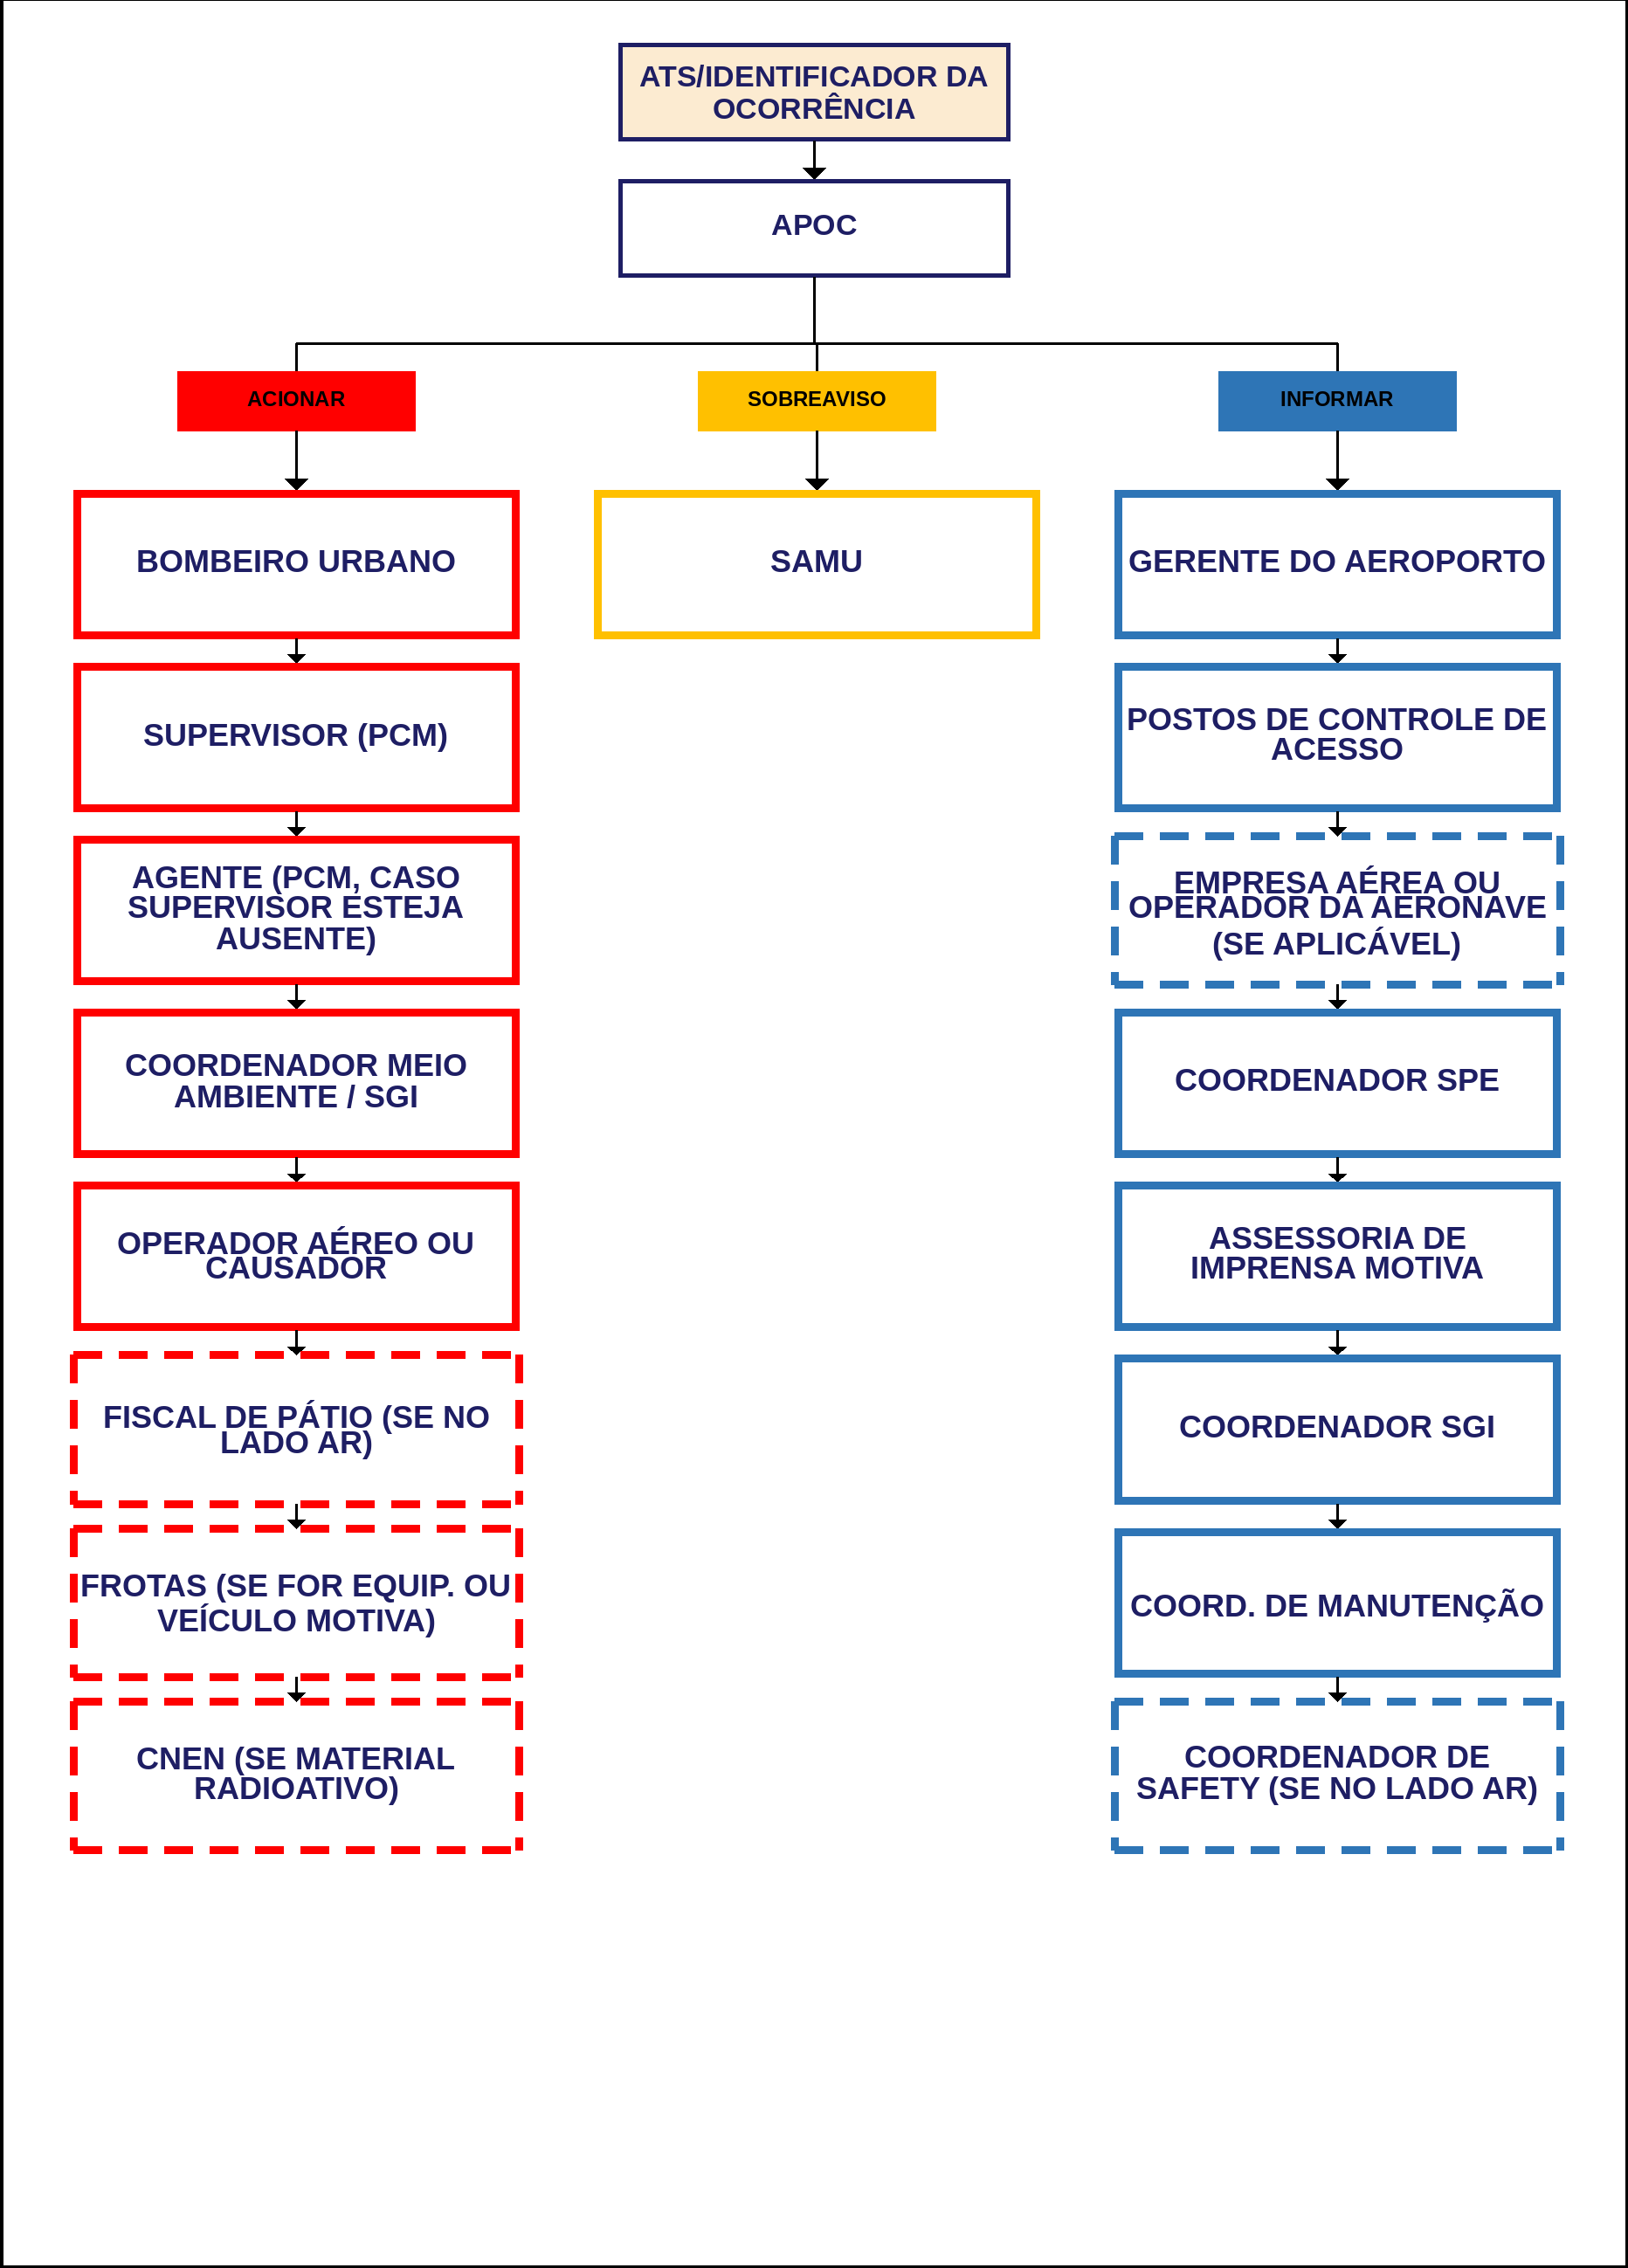 ATS/IDENTIFICADOR DA
OCORRÊNCIA
APOC
ACIONAR
SOBREAVISO
INFORMAR
BOMBEIRO URBANO
SUPERVISOR (PCM)
AGENTE (PCM, CASO
SUPERVISOR ESTEJA
AUSENTE)
COORDENADOR MEIO
AMBIENTE / SGI
OPERADOR AÉREO OU
CAUSADOR
FISCAL DE PÁTIO (SE NO
LADO AR)
FROTAS (SE FOR EQUIP. OU
VEÍCULO MOTIVA)
CNEN (SE MATERIAL
RADIOATIVO)
SAMU
GERENTE DO AEROPORTO
POSTOS DE CONTROLE DE
ACESSO
EMPRESA AÉREA OU
OPERADOR DA AERONAVE
(SE APLICÁVEL)
COORDENADOR SPE
ASSESSORIA DE
IMPRENSA MOTIVA
COORDENADOR SGI
COORD. DE MANUTENÇÃO
COORDENADOR DE
SAFETY (SE NO LADO AR)